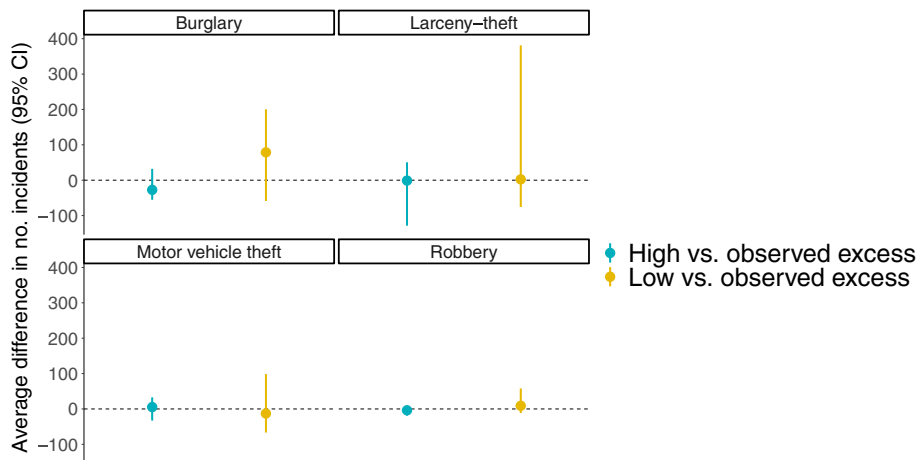 Average difference in no. incidents (95% CI)
Burglary
Larceny−theft
400
300
200
100
0
−100
Motor vehicle theft
Robbery
400
300
200
100
0
−100
High vs. observed excess
Low vs. observed excess